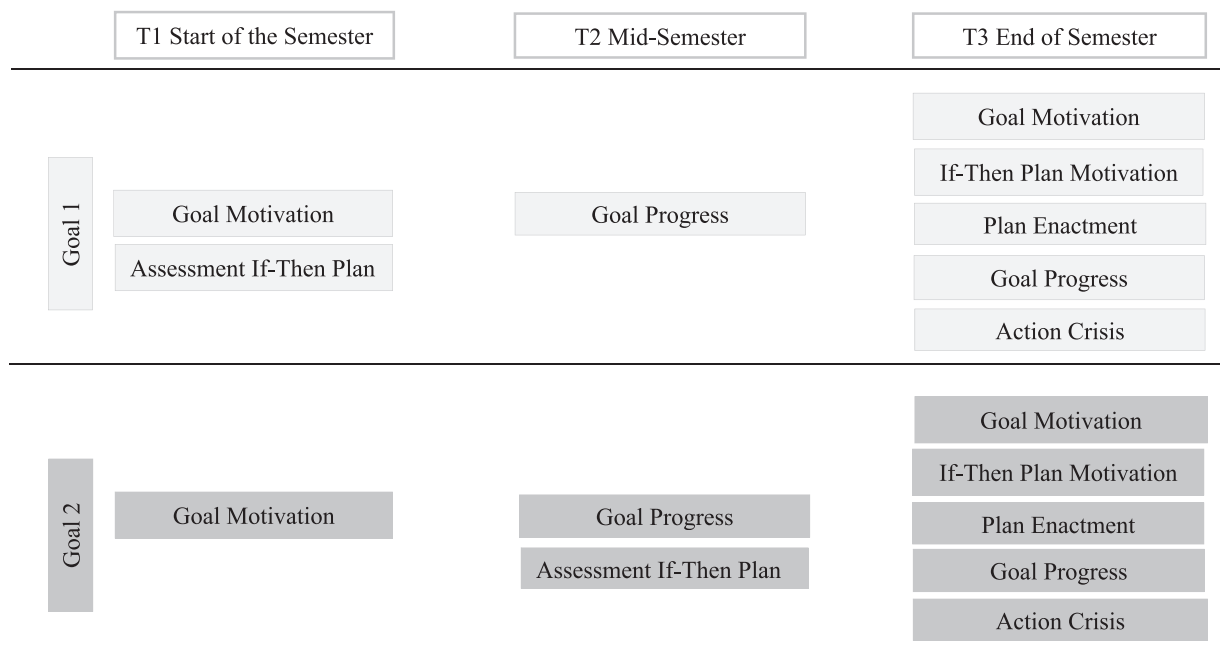 T1 Start of the Semester
T2 Mid-Semester
T3 End of Semester
Goal 1
Goal Motivation
Assessment If-Then Plan
Goal Progress
Goal Motivation
If-Then Plan Motivation
Plan Enactment
Goal Progress
Action Crisis
Goal 2
Goal Motivation
Goal Progress
Assessment If-Then Plan
Goal Motivation
If-Then Plan Motivation
Plan Enactment
Goal Progress
Action Crisis